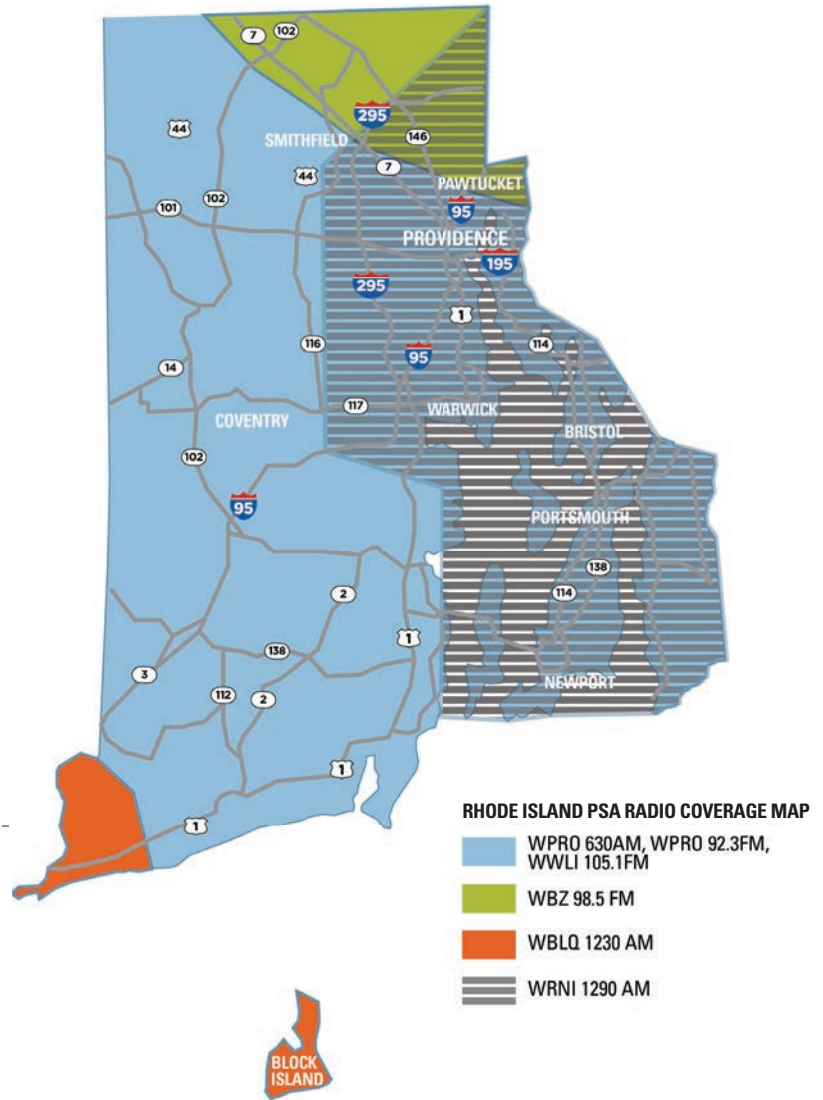 7
102
44
295
SMITHFIELD
146
7
44
PAWTUCKET
102
101
95
PROVIDENCE
195
295
1
116
114
95
14
117
WARWICK
COVENTRY
BRISTOL
102
95
PORTSMOUTH
138
2
114
1
138
3
112
2
NEWPORT
1
1
RHODE ISLAND PSA RADIO COVERAGE MAP
WPRO 630AM, WPRO 92.3FM,
WWLI 105.1FM
WBZ 98.5 FM
WBLQ 1230 AM
WRNI 1290 AM
BLOCK
ISLAND